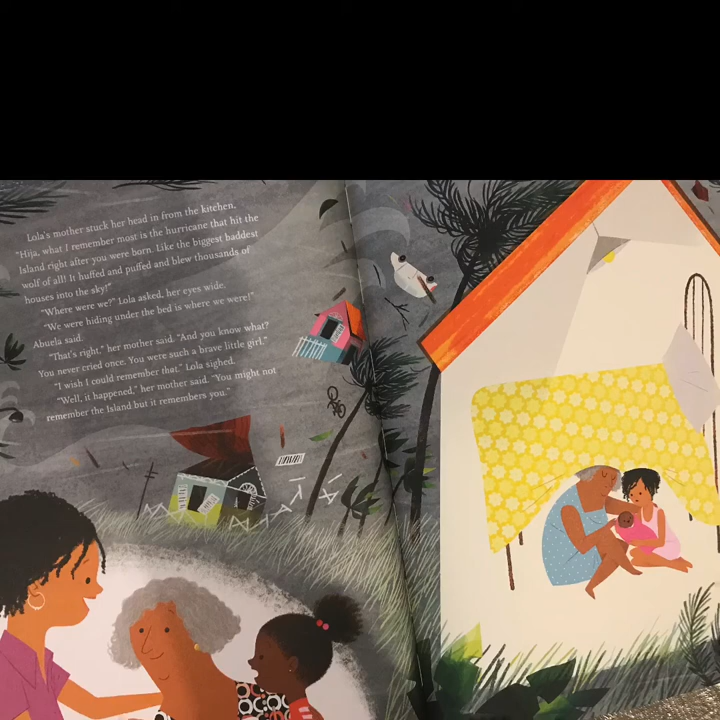 Lola's mother stuck her head in from the kitchen.
"Hija, what I remember most is the hurricane that hit the
Island right after you were born. Like the biggest baddest
wolf of all! It huffed and puffed and blew thousands of
houses into the sky!"
"Where were we?" Lola asked, her eyes wide.
"We were hiding under the bed is where we were!"
Abuela said.
"That's right," her mother said. "And you know what?
You never cried once. You were such a brave little girl."
"I wish I could remember that." Lola sighed.
"Well, it happened," her mother said. "You might not
remember the Island but it remembers you."